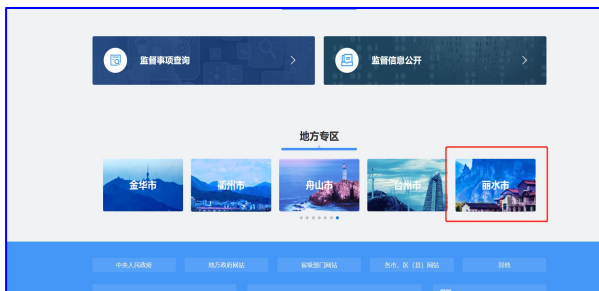 监督事项查询
监督信息公开
地方专区
金华市
衢州市
舟山市
台州市
丽水市
中央人民政府
地方政府网站
省级部门网站
各市、区（县）网站
其他